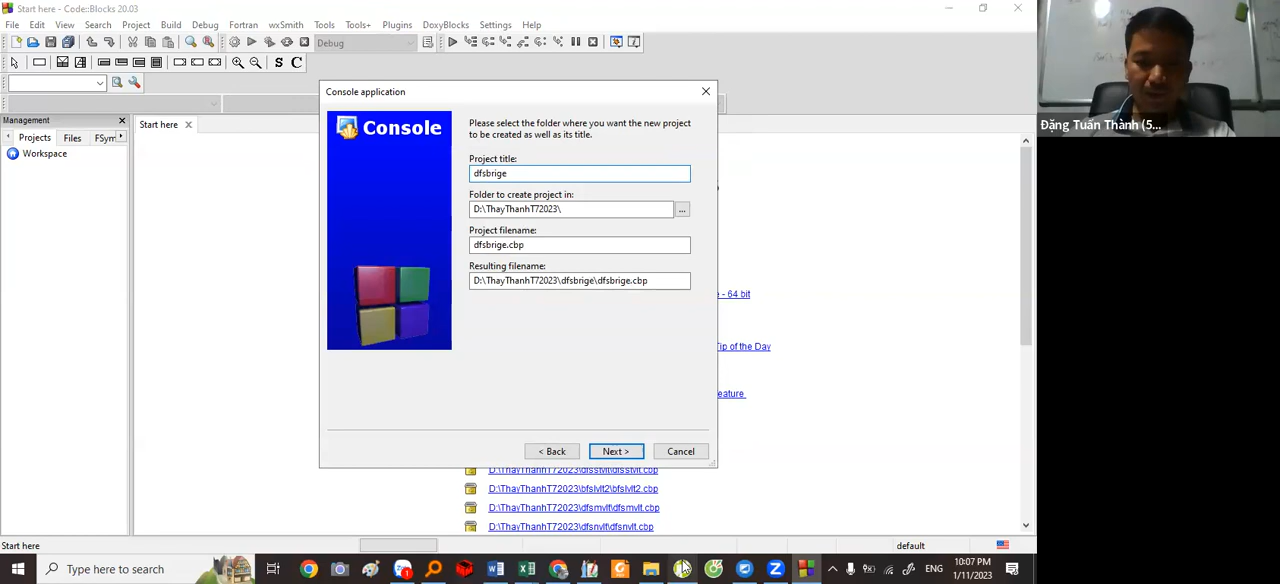 Start here - Code::Blocks 20.03
File Edit View Search Project Build Debug Fortran wxSmith Tools Tools+ Plugins DoxyBlocks Settings Help
Debug
S C
Management
Projects Files FSym
Workspace
Start here
Console application
Console
Please select the folder where you want the new project
to be created as well as its title.
Project title:
dfsbrige
Folder to create project in:
D:\ThayThanhT72023\
...
Project filename:
dfsbrige.cbp
Resulting filename:
D:\ThayThanhT72023\dfsbrige\dfsbrige.cbp
< Back Next > Cancel
e - 64 bit
Tip of the Day
eature
D:\ThayThanhT72023\dfsstvlt\dfsstvlt.cbp
D:\ThayThanhT72023\bfslvlt2\bfslvlt2.cbp
D:\ThayThanhT72023\dfsmvlt\dfsmvlt.cbp
D:\ThayThanhT72023\dfsnvlt\dfsnvlt.cbp
Start here
default
Type here to search
ENG
10:07 PM
1/11/2023
Đặng Tuấn Thành (5...